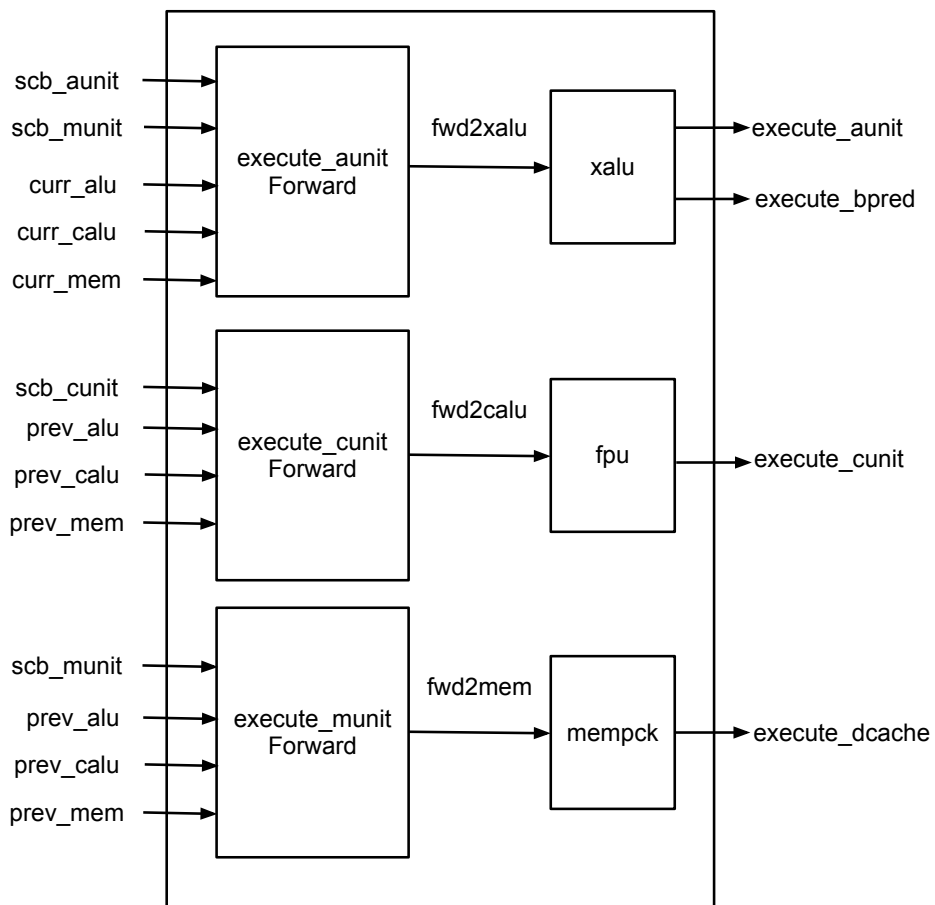 scb_aunit
scb_munit
curr_alu
curr_calu
curr_mem
execute_aunit
Forward
fwd2xalu
xalu
execute_aunit
execute_bpred
scb_cunit
prev_alu
prev_calu
prev_mem
execute_cunit
Forward
fwd2calu
fpu
execute_cunit
scb_munit
prev_alu
prev_calu
prev_mem
execute_munit
Forward
fwd2mem
mempck
execute_dcache